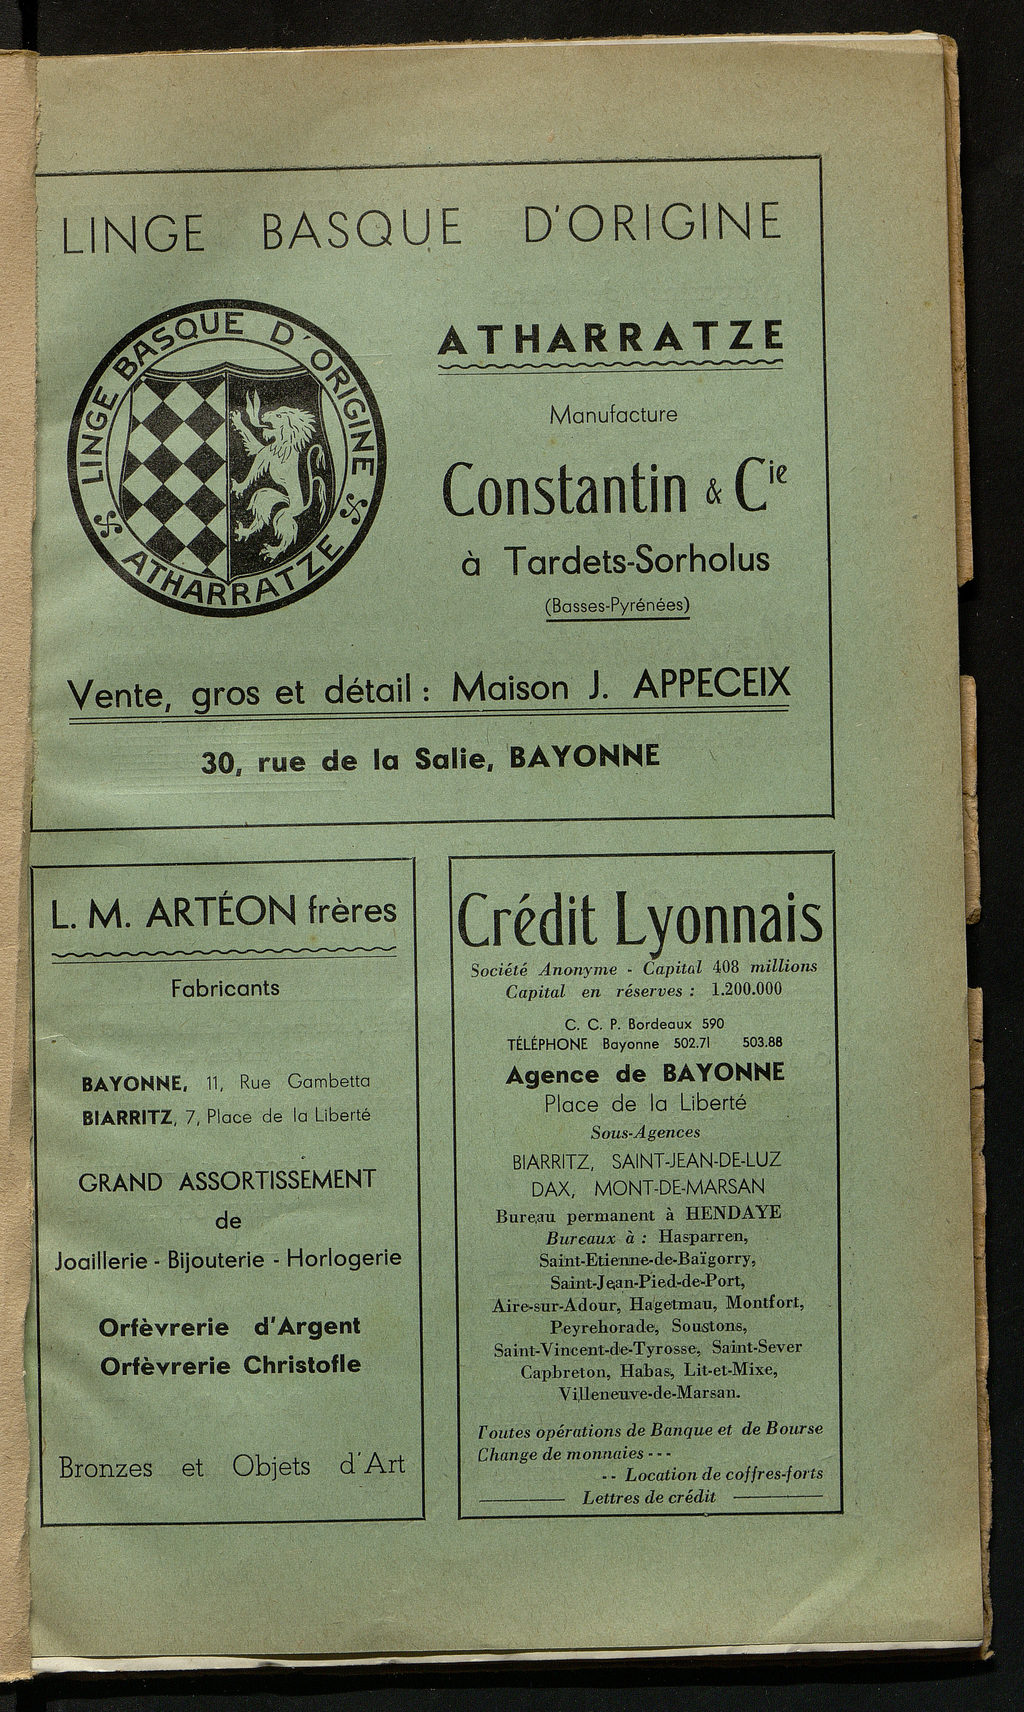 LINGE BASQUE D'ORIGINE
LINGE BASQUE D'ORIGINE
ATHARRATZE
ATHARRATZE
Manufacture
Constantin & Cie
à Tardets-Sorholus
(Basses-Pyrénées)
Vente, gros et détail : Maison J. APPECEIX
30, rue de la Salie, BAYONNE
L. M. ARTÉON frères
Fabricants
BAYONNE, 11, Rue Gambetta
BIARRITZ, 7, Place de la Liberté
GRAND ASSORTISSEMENT
de
Joaillerie - Bijouterie - Horlogerie
Orfèvrerie d'Argent
Orfèvrerie Christofle
Bronzes et Objets d'Art
Crédit Lyonnais
Société Anonyme - Capital 408 millions
Capital en réserves : 1.200.000
C. C. P. Bordeaux 590
TÉLÉPHONE Bayonne 502.71 503.88
Agence de BAYONNE
Place de la Liberté
Sous-Agences
BIARRITZ, SAINT-JEAN-DE-LUZ
DAX, MONT-DE-MARSAN
Bureau permanent à HENDAYE
Bureaux à : Hasparren,
Saint-Etienne-de-Baïgorry,
Saint-Jean-Pied-de-Port,
Aire-sur-Adour, Hagetmau, Montfort,
Peyrehorade, Soustons,
Saint-Vincent-de-Tyrosse, Saint-Sever
Capbreton, Habas, Lit-et-Mixe,
Villeneuve-de-Marsan.
Toutes opérations de Banque et de Bourse
Change de monnaies - - -
- - Location de coffres-forts
Lettres de crédit